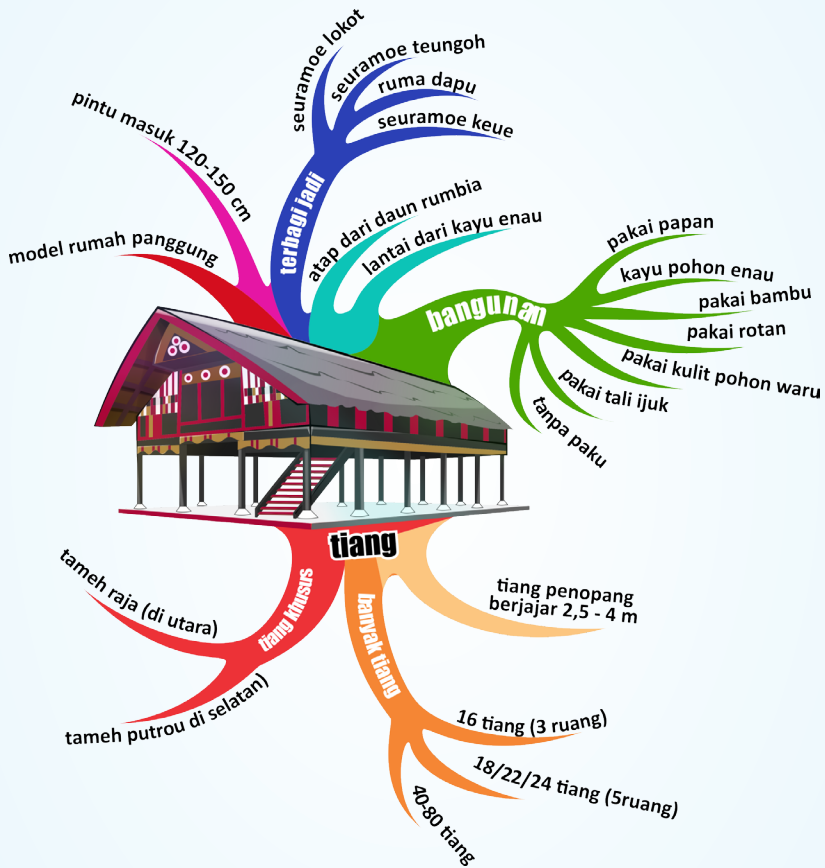 seuramoe lokot
seuramoe teungoh
ruma dapu
seuramoe keue
terbagi jadi
pintu masuk 120-150 cm
model rumah panggung
atap dari daun rumbia
lantai dari kayu enau
bangunan
pakai papan
kayu pohon enau
pakai bambu
pakai rotan
pakai kulit pohon waru
pakai tali ijuk
tanpa paku
tiang
tiang khusus
tameh raja (di utara)
tameh putrou di selatan)
banyak tiang
tiang penopang
berjajar 2,5 - 4 m
16 tiang (3 ruang)
18/22/24 tiang (5ruang)
40-80 tiang